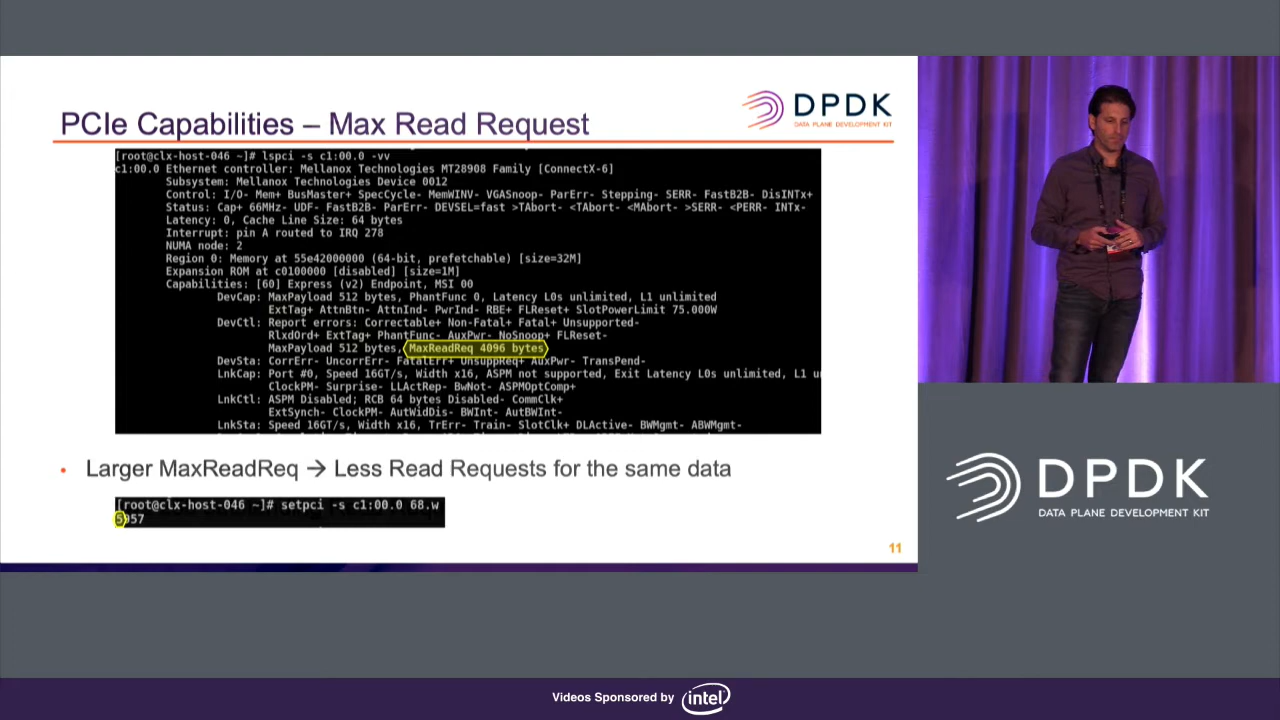 PCIe Capabilities – Max Read Request
DPDK
DATA PLANE DEVELOPMENT KIT
[root@clx-host-046 ~]# lspci -s c1:00.0 -vv
c1:00.0 Ethernet controller: Mellanox Technologies MT28908 Family [ConnectX-6]
Subsystem: Mellanox Technologies Device 0012
Control: I/O- Mem+ BusMaster+ SpecCycle- MemWINV- VGASnoop- ParErr- Stepping- SERR- FastB2B- DisINTx+
Status: Cap+ 66MHz- UDF- FastB2B- ParErr- DEVSEL=fast >TAbort- <TAbort- <MAbort- >SERR- <PERR- INTx-
Latency: 0, Cache Line Size: 64 bytes
Interrupt: pin A routed to IRQ 278
NUMA node: 2
Region 0: Memory at 55e42000000 (64-bit, prefetchable) [size=32M]
Expansion ROM at c0100000 [disabled] [size=1M]
Capabilities: [60] Express (v2) Endpoint, MSI 00
DevCap: MaxPayload 512 bytes, PhantFunc 0, Latency L0s unlimited, L1 unlimited
ExtTag+ AttnBtn- AttnInd- PwrInd- RBE+ FLReset+ SlotPowerLimit 75.000W
DevCtl: Report errors: Correctable+ Non-Fatal+ Fatal+ Unsupported-
RlxdOrd+ ExtTag+ PhantFunc- AuxPwr- NoSnoop+ FLReset-
MaxPayload 512 bytes, MaxReadReq 4096 bytes
DevSta: CorrErr- UncorrErr- FatalErr+ UnsuppReq+ AuxPwr- TransPend-
LnkCap: Port #0, Speed 16GT/s, Width x16, ASPM not supported, Exit Latency L0s unlimited, L1 u
ClockPM- Surprise- LLActRep- BwNot- ASPMOptComp+
LnkCtl: ASPM Disabled; RCB 64 bytes Disabled- CommClk+
ExtSynch- ClockPM- AutWidDis- BWInt- AutBWInt-
LnkSta: Speed 16GT/s, Width x16, TrErr- Train- SlotClk+ DLActive- BWMgmt- ABWMgmt-
• Larger MaxReadReq → Less Read Requests for the same data
[root@clx-host-046 ~]# setpci -s c1:00.0 68.w
5957
11
DPDK
DATA PLANE DEVELOPMENT KIT
Videos Sponsored by intel